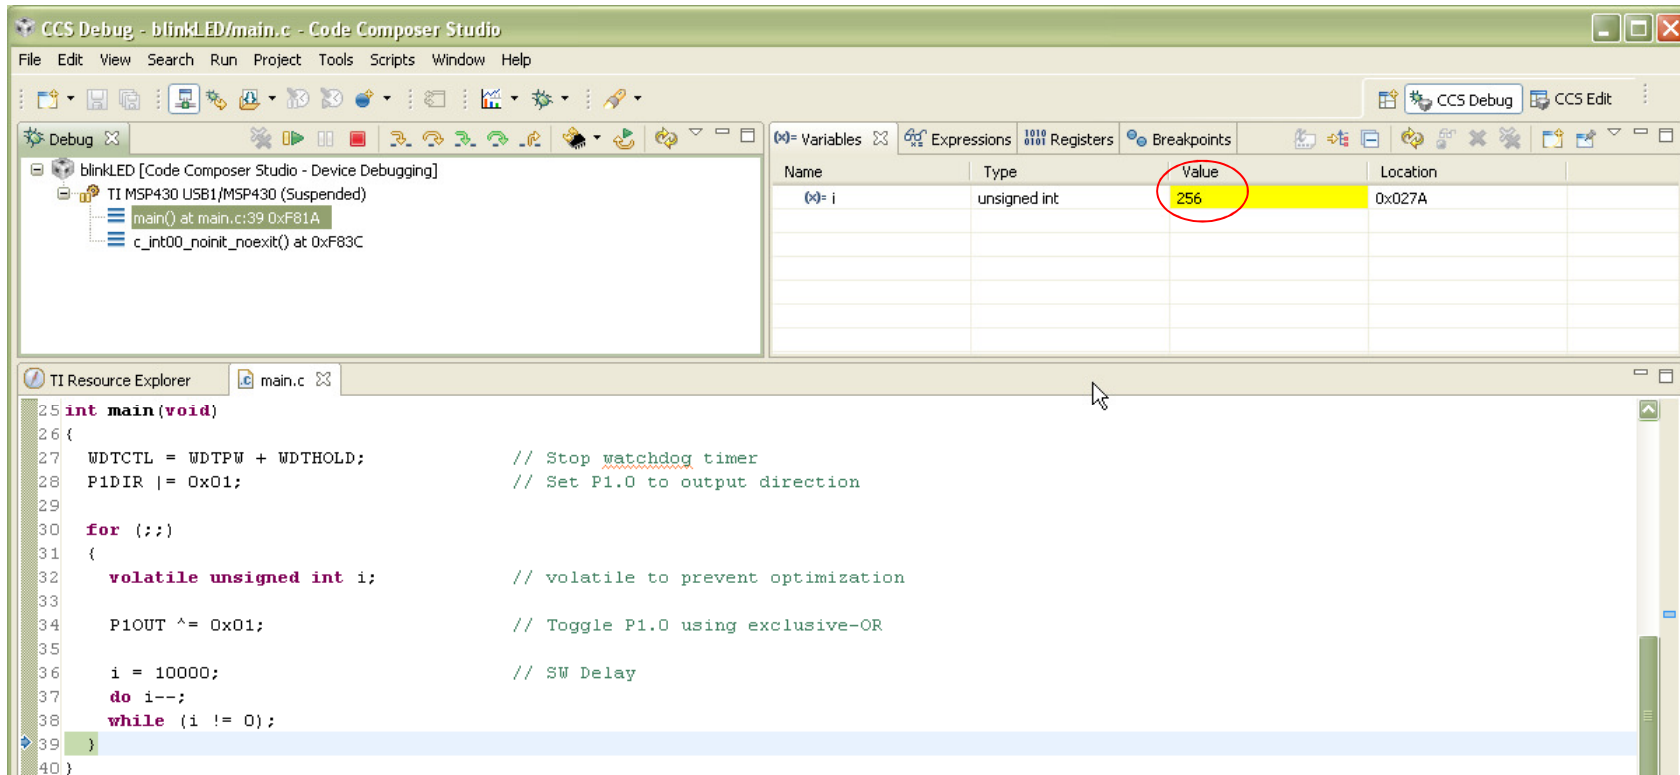 CCS Debug - blinkLED/main.c - Code Composer Studio
File Edit View Search Run Project Tools Scripts Window Help
CCS Debug CCS Edit
Debug
(x)= Variables Expressions 1010 0101 Registers Breakpoints
blinkLED [Code Composer Studio - Device Debugging]
TI MSP430 USB1/MSP430 (Suspended)
main() at main.c:39 0xF81A
c_int00_noinit_noexit() at 0xF83C
Name Type Value Location
(x)= i unsigned int 256 0x027A
TI Resource Explorer
.c main.c
25 int main(void)
26 {
27 WDTCTL = WDTPW + WDTHOLD; // Stop watchdog timer
28 P1DIR |= 0x01; // Set P1.0 to output direction
29
30 for (;;)
31 {
32 volatile unsigned int i; // volatile to prevent optimization
33
34 P1OUT ^= 0x01; // Toggle P1.0 using exclusive-OR
35
36 i = 10000; // SW Delay
37 do i--;
38 while (i != 0);
39 }
40 }